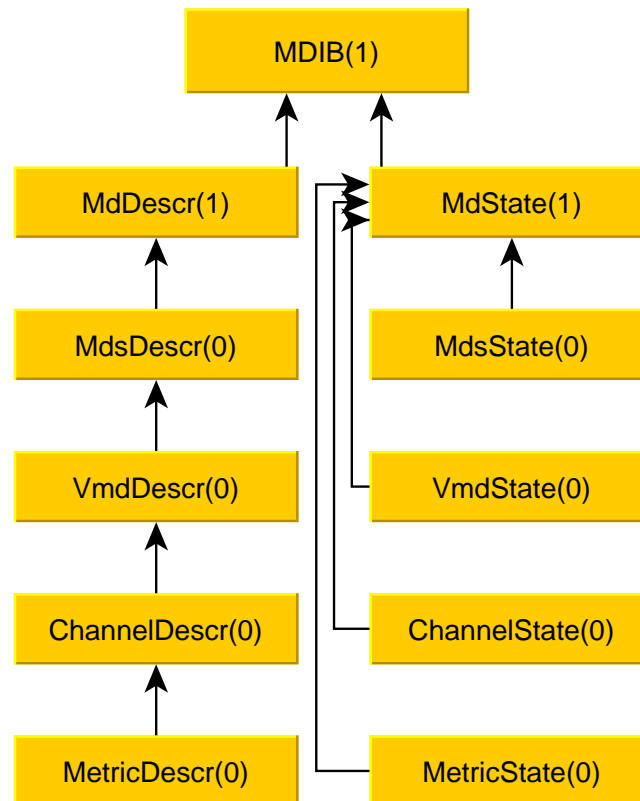 MDIB(1)
MdDescr(1)
MdState(1)
MdsDescr(0)
MdsState(0)
VmdDescr(0)
VmdState(0)
ChannelDescr(0)
ChannelState(0)
MetricDescr(0)
MetricState(0)